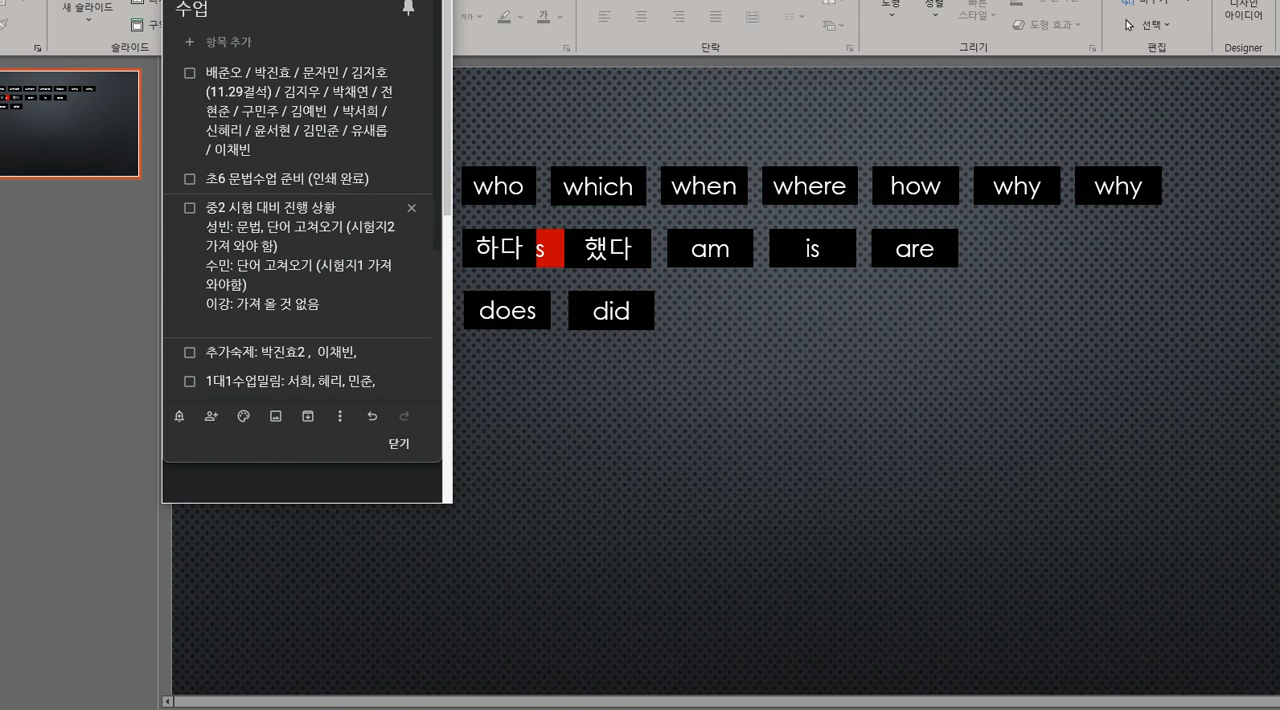 수업
새 슬라이드
슬라이드
단락
그리기
도형 효과
스타일
선택
편집
디자인
아이디어
Designer
항목 추가
배준오 / 박진효 / 문자민 / 김지호
(11.29결석) / 김지우 / 박채연 / 전
현준 / 구민주 / 김예빈 / 박서희 /
신혜리 / 윤서현 / 김민준 / 유새롭
/ 이채빈
초6 문법수업 준비 (인쇄 완료)
중2 시험 대비 진행 상황
성빈: 문법, 단어 고쳐오기 (시험지2
가져 와야 함)
수민: 단어 고쳐오기 (시험지1 가져
와야함)
이강: 가져 올 것 없음
추가숙제: 박진효2 , 이채빈,
1대1수업밀림: 서희, 혜리, 민준,
닫기
who which when where how why why
하다 s 했다 am is are
does did